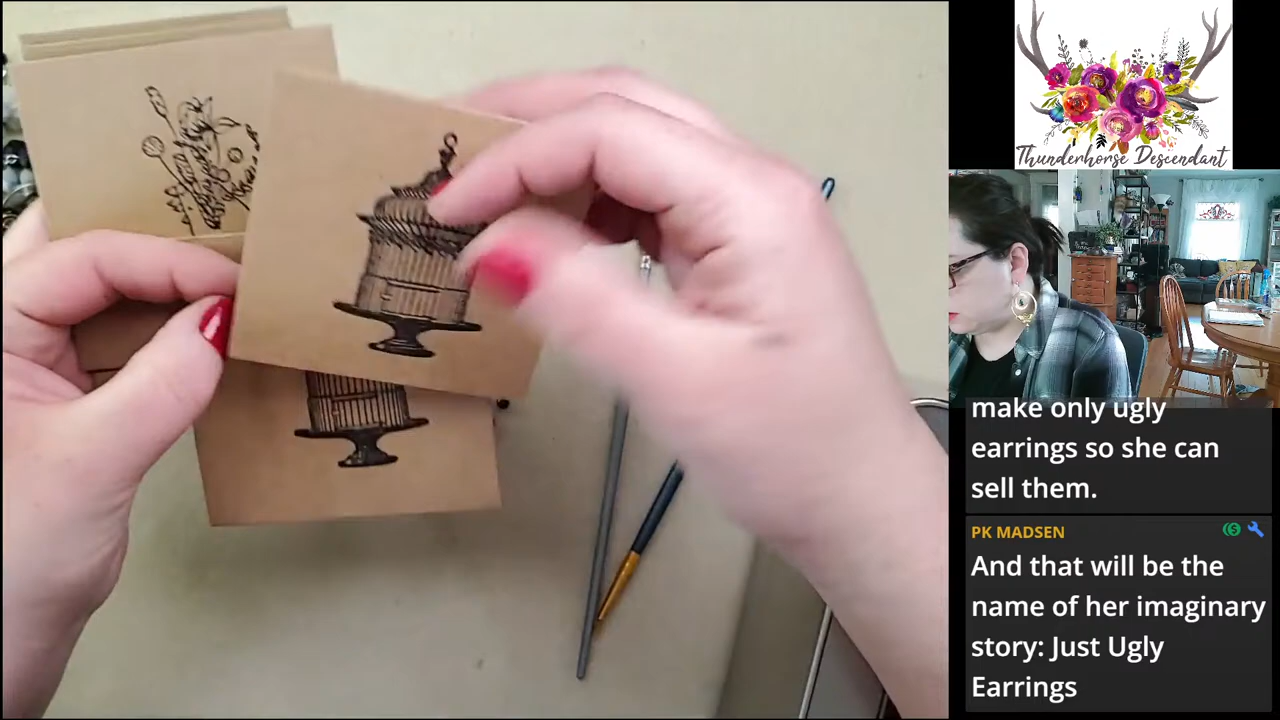 Thunderhorse Descendant
make only ugly
earrings so she can
sell them.
PK MADSEN
And that will be the
name of her imaginary
story: Just Ugly
Earrings